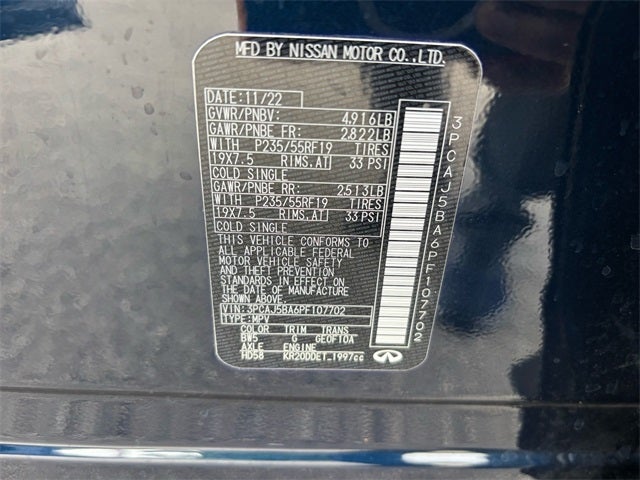 MFD BY NISSAN MOTOR CO.,LTD.
DATE:11/22
GVWR/PNBV: 4,916LB
GAWR/PNBE FR: 2,822LB
WITH P235/55RF19 TIRES
19X7.5 RIMS,AT 33 PSI
COLD SINGLE
GAWR/PNBE RR: 2,513LB
WITH P235/55RF19 TIRES
19X7.5 RIMS,AT 33 PSI
COLD SINGLE
THIS VEHICLE CONFORMS TO
ALL APPLICABLE FEDERAL
MOTOR VEHICLE SAFETY
AND THEFT PREVENTION
STANDARDS IN EFFECT ON
THE DATE OF MANUFACTURE
SHOWN ABOVE.
VIN:3PCAJ5BA6PF107702
TYPE:MPV
COLOR TRIM TRANS
BW5 G GE0F10A
AXLE ENGINE
HD58 KR20DDET 1997cc
3PCAJ5BA6PF107702